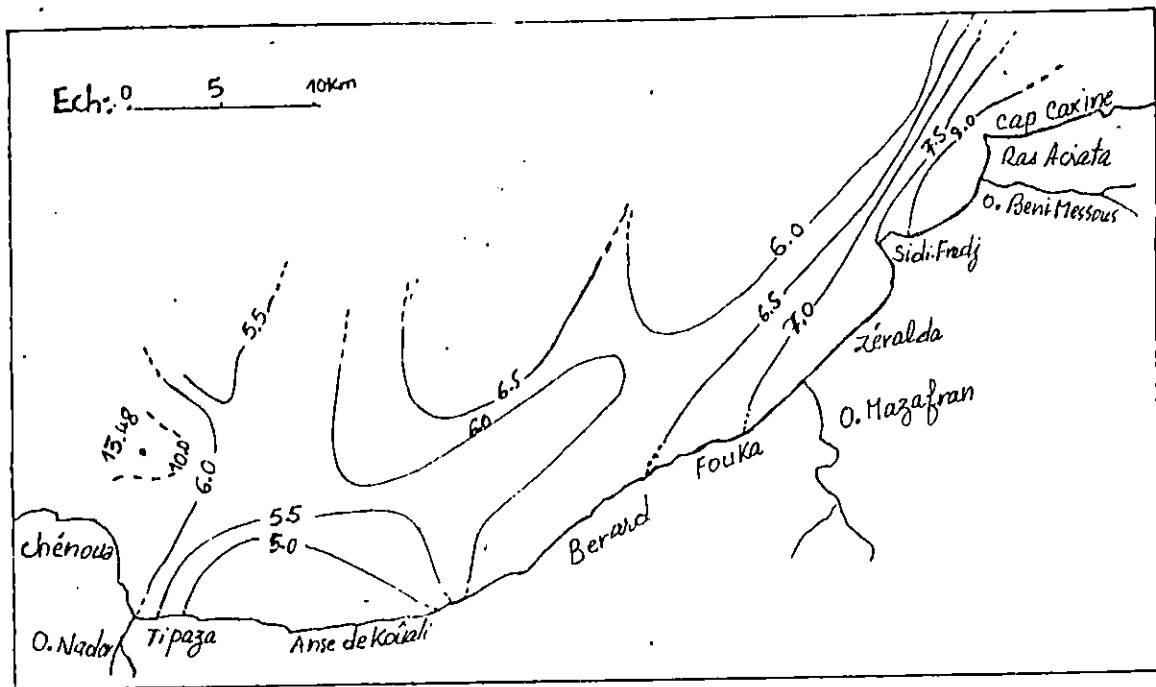 Ech: 0 5 10km
Cap Caxine
7.5
8.0
Ras Aciata
O. Beni Messous
6.0
Sidi-Fredj
5.5
6.5
7.0
Zéralda
6.5
O. Mazafran
6.0
13.48
10.0
6.0
Fouka
5.5
Berard
Chénoua
5.0
O. Nador
Tipaza
Anse de Koûali